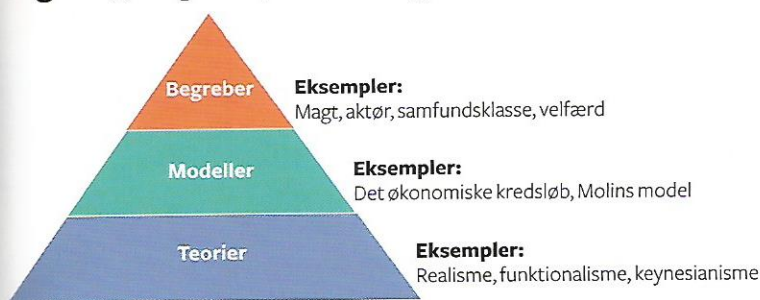 Begreber
Eksempler:
Magt, aktør, samfundsklasse, velfærd
Modeller
Eksempler:
Det økonomiske kredsløb, Molins model
Teorier
Eksempler:
Realisme, funktionalisme, keynesianisme